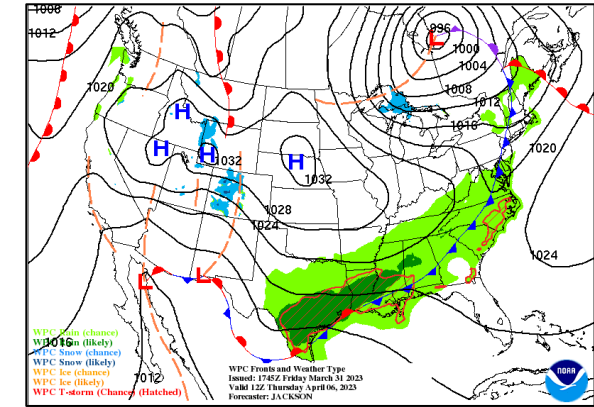 1008
1012
996
1000
1004
1008
1012
1016
1020
1020
1024
1020
H
H
H
H
1032
1032
1028
1024
L
L
L
1016
1012
WPC Rain (chance)
WPC Rain (likely)
WPC Snow (chance)
WPC Snow (likely)
WPC Ice (chance)
WPC Ice (likely)
WPC T-storm (Chance) (Hatched)
WPC Fronts and Weather Type
Issued: 1745Z Friday March 31 2023
Valid 12Z Thursday April 06, 2023
Forecaster: JACKSON
NOAA